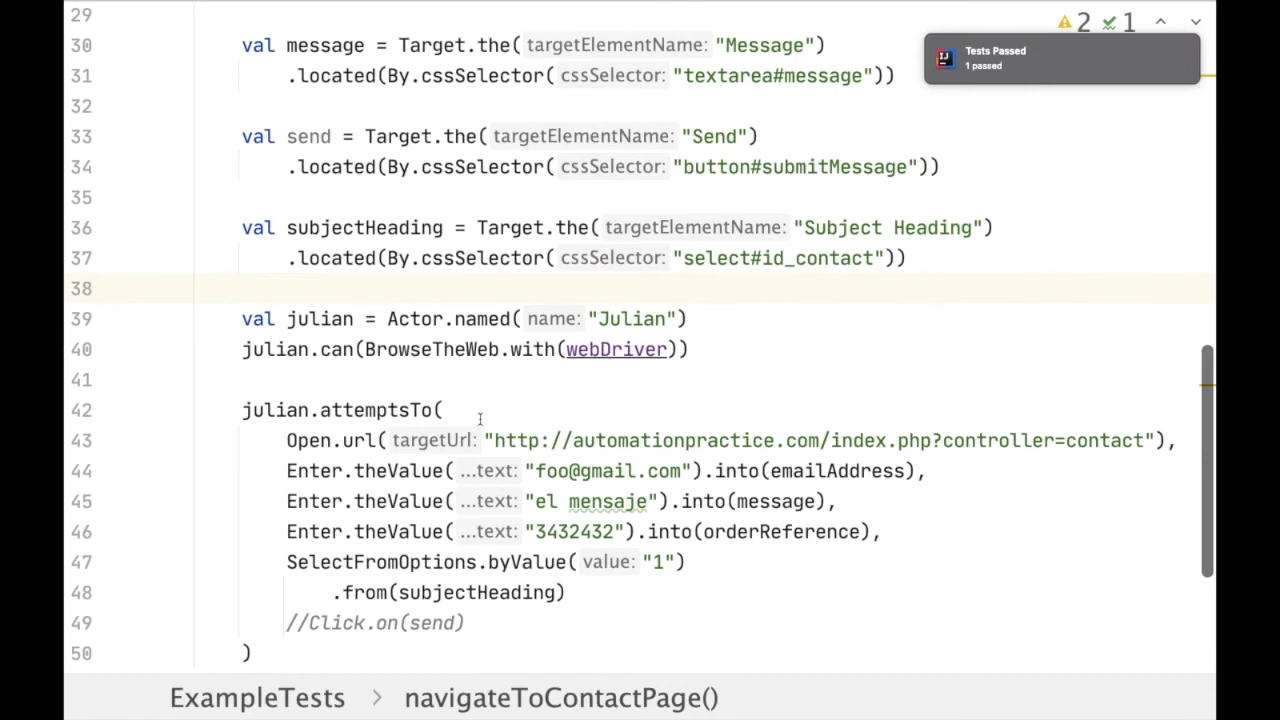 29
2 1
Tests Passed
1 passed
30 val message = Target.the( targetElementName: "Message")
31 .located(By.cssSelector( cssSelector: "textarea#message"))
32
33 val send = Target.the( targetElementName: "Send")
34 .located(By.cssSelector( cssSelector: "button#submitMessage"))
35
36 val subjectHeading = Target.the( targetElementName: "Subject Heading")
37 .located(By.cssSelector( cssSelector: "select#id_contact"))
38
39 val julian = Actor.named( name: "Julian")
40 julian.can(BrowseTheWeb.with(webDriver))
41
42 julian.attemptsTo(
43 Open.url( targetUrl: "http://automationpractice.com/index.php?controller=contact"),
44 Enter.theValue( ...text: "foo@gmail.com").into(emailAddress),
45 Enter.theValue( ...text: "el mensaje").into(message),
46 Enter.theValue( ...text: "3432432").into(orderReference),
47 SelectFromOptions.byValue( value: "1")
48 .from(subjectHeading)
49 //Click.on(send)
50 )
ExampleTests > navigateToContactPage()